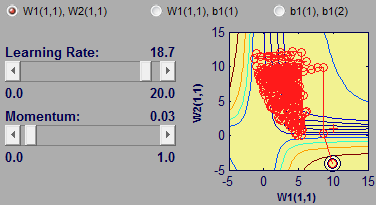 W1(1,1), W2(1,1) W1(1,1), b1(1) b1(1), b1(2)
Learning Rate: 18.7
0.0 20.0
Momentum: 0.03
0.0 1.0
15
10
5
0
-5
W2(1,1)
-5 0 5 10 15
W1(1,1)